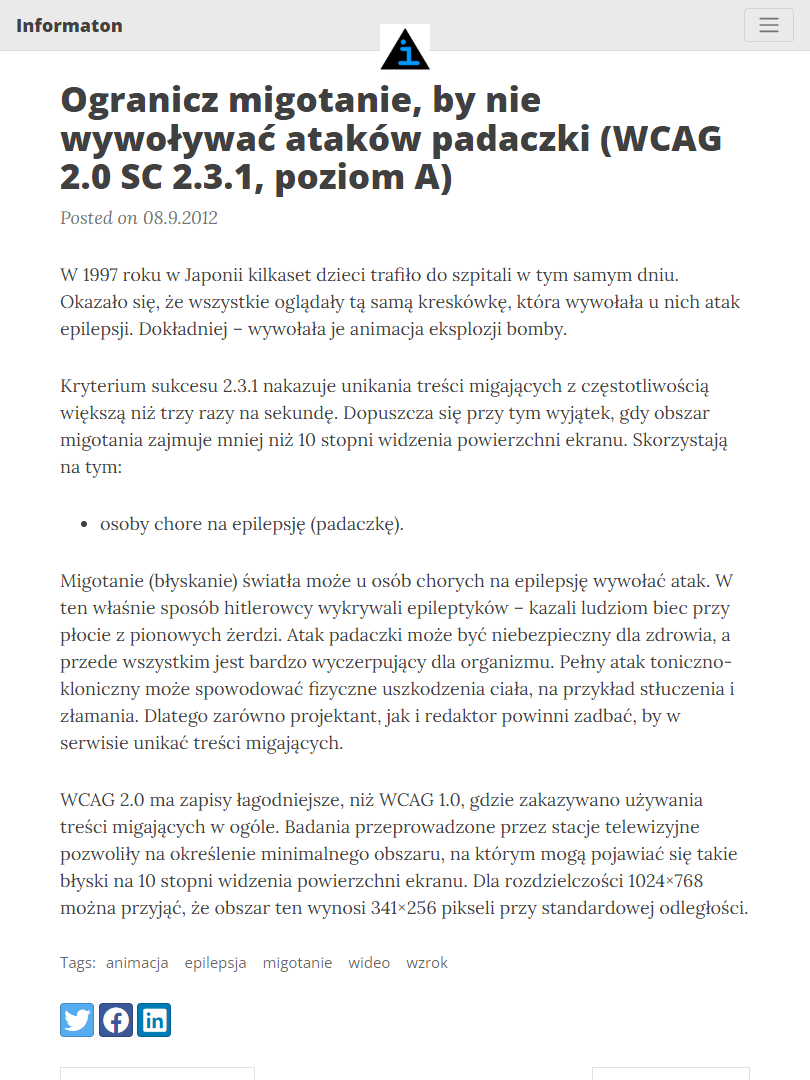 Informaton
Ogranicz migotanie, by nie
wywoływać ataków padaczki (WCAG
2.0 SC 2.3.1, poziom A)
Posted on 08.9.2012
W 1997 roku w Japonii kilkaset dzieci trafiło do szpitali w tym samym dniu.
Okazało się, że wszystkie oglądały tą samą kreskówkę, która wywołała u nich atak
epilepsji. Dokładniej – wywołała je animacja eksplozji bomby.
Kryterium sukcesu 2.3.1 nakazuje unikania treści migających z częstotliwością
większą niż trzy razy na sekundę. Dopuszcza się przy tym wyjątek, gdy obszar
migotania zajmuje mniej niż 10 stopni widzenia powierzchni ekranu. Skorzystają
na tym:
• osoby chore na epilepsję (padaczkę).
Migotanie (błyskanie) światła może u osób chorych na epilepsję wywołać atak. W
ten właśnie sposób hitlerowcy wykrywali epileptyków – kazali ludziom biec przy
płocie z pionowych żerdzi. Atak padaczki może być niebezpieczny dla zdrowia, a
przede wszystkim jest bardzo wyczerpujący dla organizmu. Pełny atak toniczno-
kloniczny może spowodować fizyczne uszkodzenia ciała, na przykład stłuczenia i
złamania. Dlatego zarówno projektant, jak i redaktor powinni zadbać, by w
serwisie unikać treści migających.
WCAG 2.0 ma zapisy łagodniejsze, niż WCAG 1.0, gdzie zakazywano używania
treści migających w ogóle. Badania przeprowadzone przez stacje telewizyjne
pozwoliły na określenie minimalnego obszaru, na którym mogą pojawiać się takie
błyski na 10 stopni widzenia powierzchni ekranu. Dla rozdzielczości 1024×768
można przyjąć, że obszar ten wynosi 341×256 pikseli przy standardowej odległości.
Tags: animacja epilepsja migotanie wideo wzrok